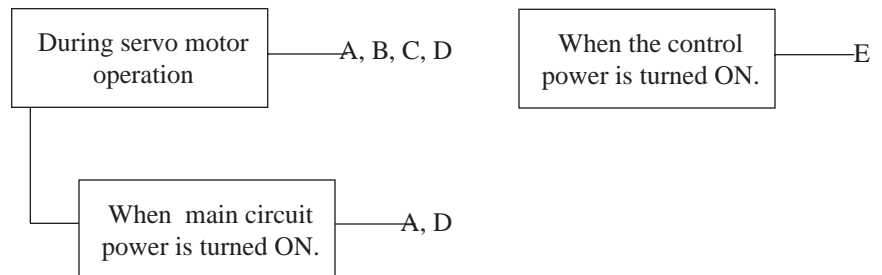 During servo motor
operation
A, B, C, D
When main circuit
power is turned ON.
A, D
When the control
power is turned ON.
E